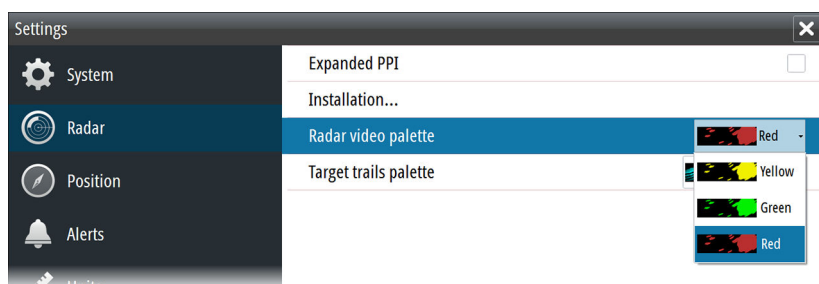 Settings
System
Radar
Position
Alerts
Expanded PPI
Installation...
Radar video palette
Red
Target trails palette
Yellow
Green
Red